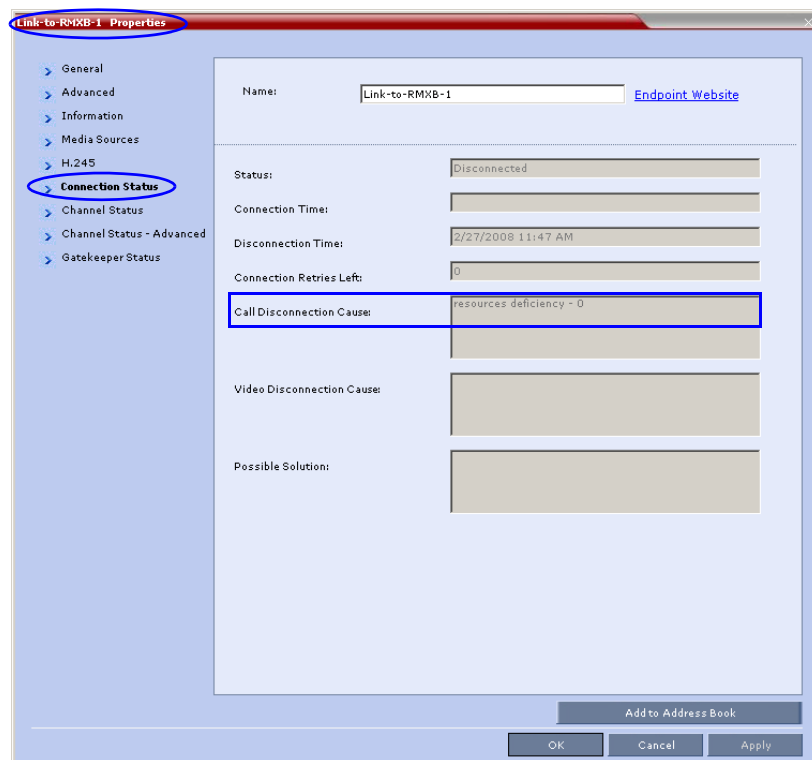 Link-to-RMXB-1 Properties
General
Advanced
Information
Media Sources
H.245
Connection Status
Channel Status
Channel Status - Advanced
Gatekeeper Status
Name: Link-to-RMXB-1 Endpoint Website
Status: Disconnected
Connection Time:
Disconnection Time: 2/27/2008 11:47 AM
Connection Retries Left: 0
Call Disconnection Cause: resources deficiency - 0
Video Disconnection Cause:
Possible Solution:
Add to Address Book
OK Cancel Apply